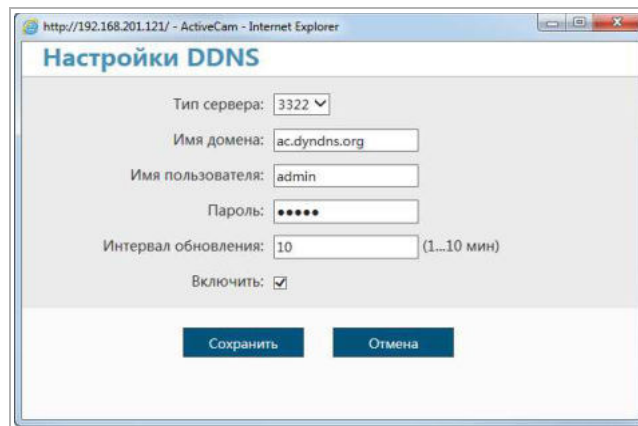 http://192.168.201.121/ - ActiveCam - Internet Explorer
Настройки DDNS
Тип сервера: 3322
Имя домена: ac.dyndns.org
Имя пользователя: admin
Пароль: •••••
Интервал обновления: 10 (1...10 мин)
Включить:
Сохранить Отмена